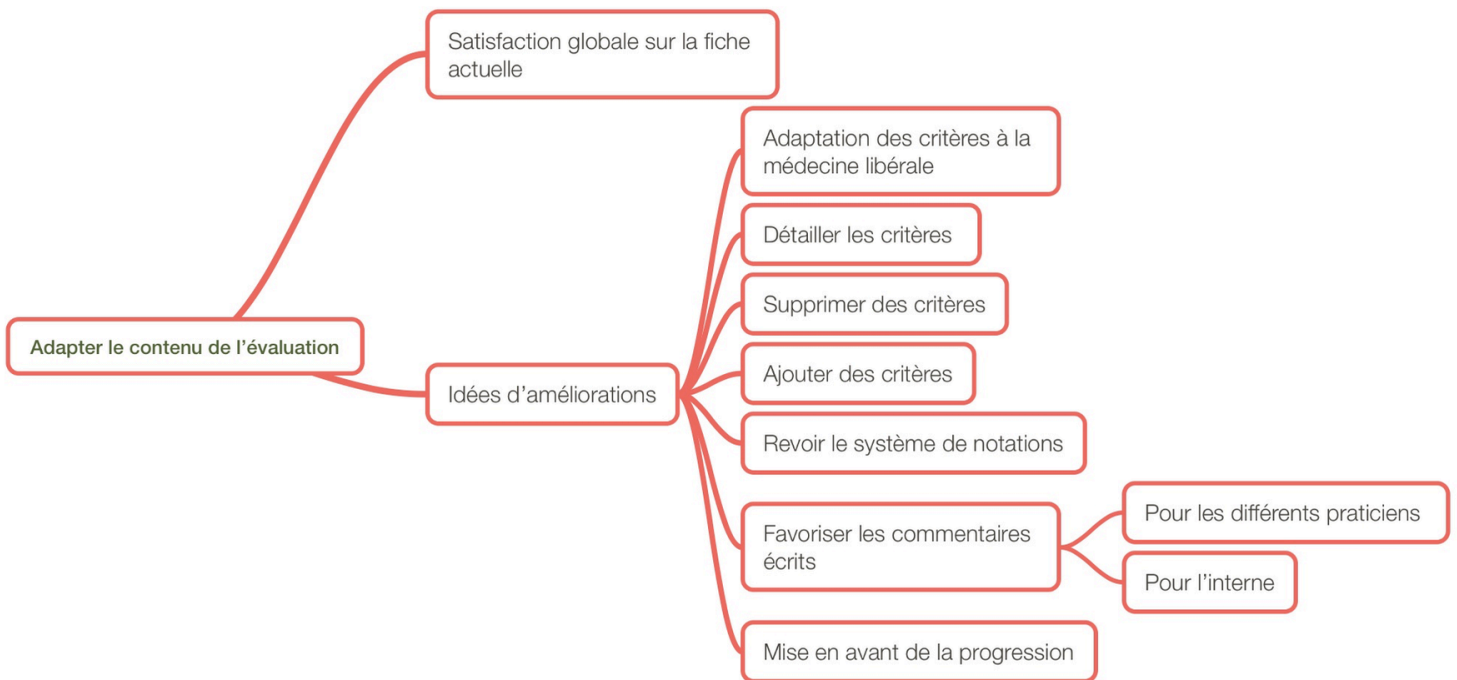 Satisfaction globale sur la fiche
actuelle
Adaptation des critères à la
médecine libérale
Détailler les critères
Supprimer des critères
Adapter le contenu de l’évaluation
Ajouter des critères
Idées d’améliorations
Revoir le système de notations
Favoriser les commentaires
écrits
Pour les différents praticiens
Pour l’interne
Mise en avant de la progression